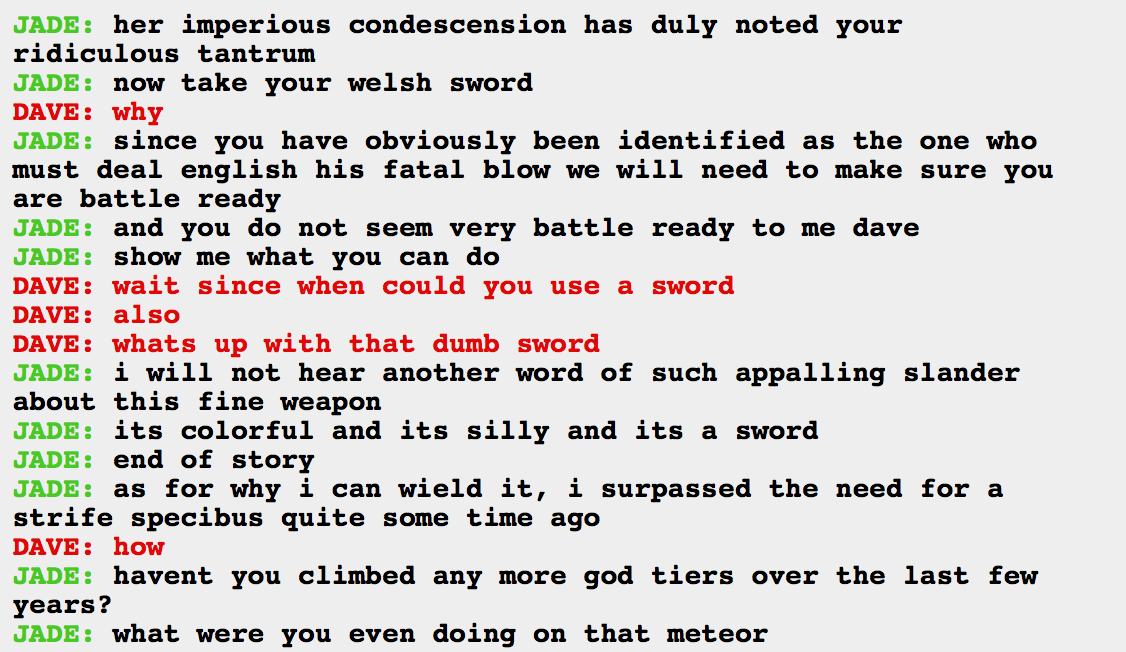 JADE: her imperious condescension has duly noted your
ridiculous tantrum
JADE: now take your welsh sword
DAVE: why
JADE: since you have obviously been identified as the one who
must deal english his fatal blow we will need to make sure you
are battle ready
JADE: and you do not seem very battle ready to me dave
JADE: show me what you can do
DAVE: wait since when could you use a sword
DAVE: also
DAVE: whats up with that dumb sword
JADE: i will not hear another word of such appalling slander
about this fine weapon
JADE: its colorful and its silly and its a sword
JADE: end of story
JADE: as for why i can wield it, i surpassed the need for a
strife specibus quite some time ago
DAVE: how
JADE: havent you climbed any more god tiers over the last few
years?
JADE: what were you even doing on that meteor